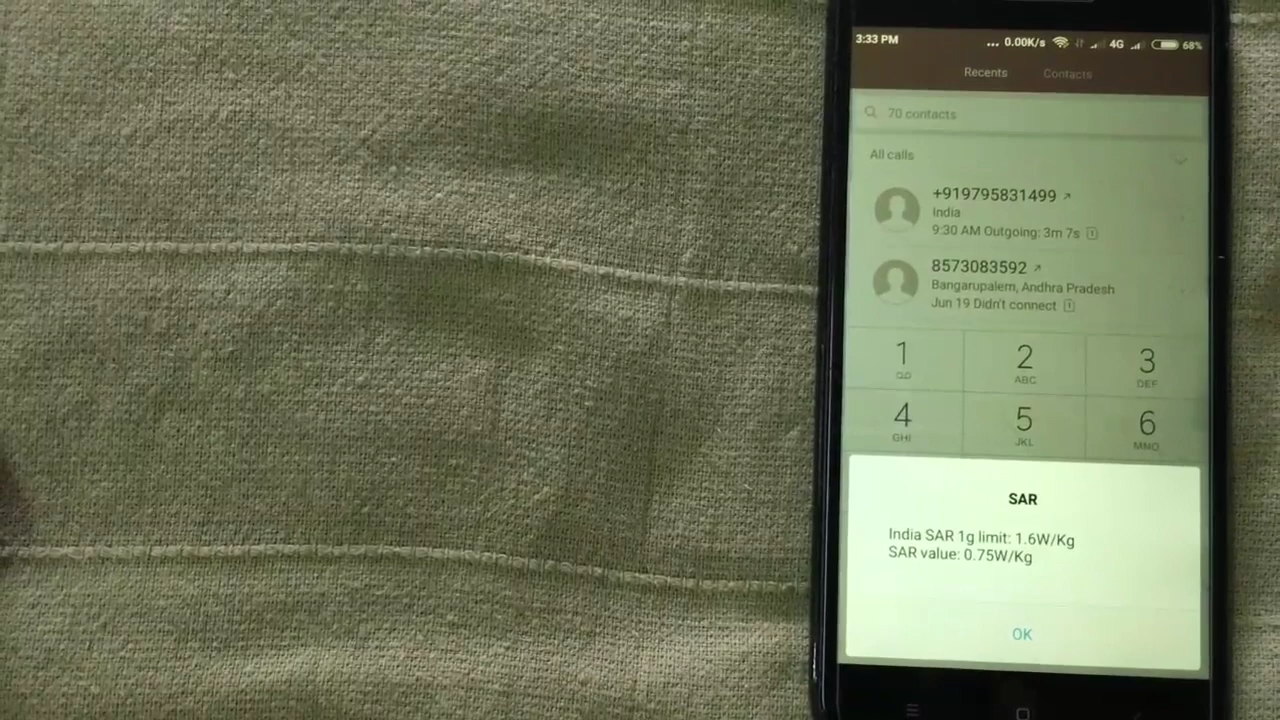 3:33 PM ... 0.00K/s 4G 68%
Recents Contacts
70 contacts
All calls
+919795831499
India
9:30 AM Outgoing: 3m 7s 1
8573083592
Bangarupalem, Andhra Pradesh
Jun 19 Didn't connect 1
1 2 3
ABC DEF
4 5 6
GHI JKL MNO
SAR
India SAR 1g limit: 1.6W/Kg
SAR value: 0.75W/Kg
OK